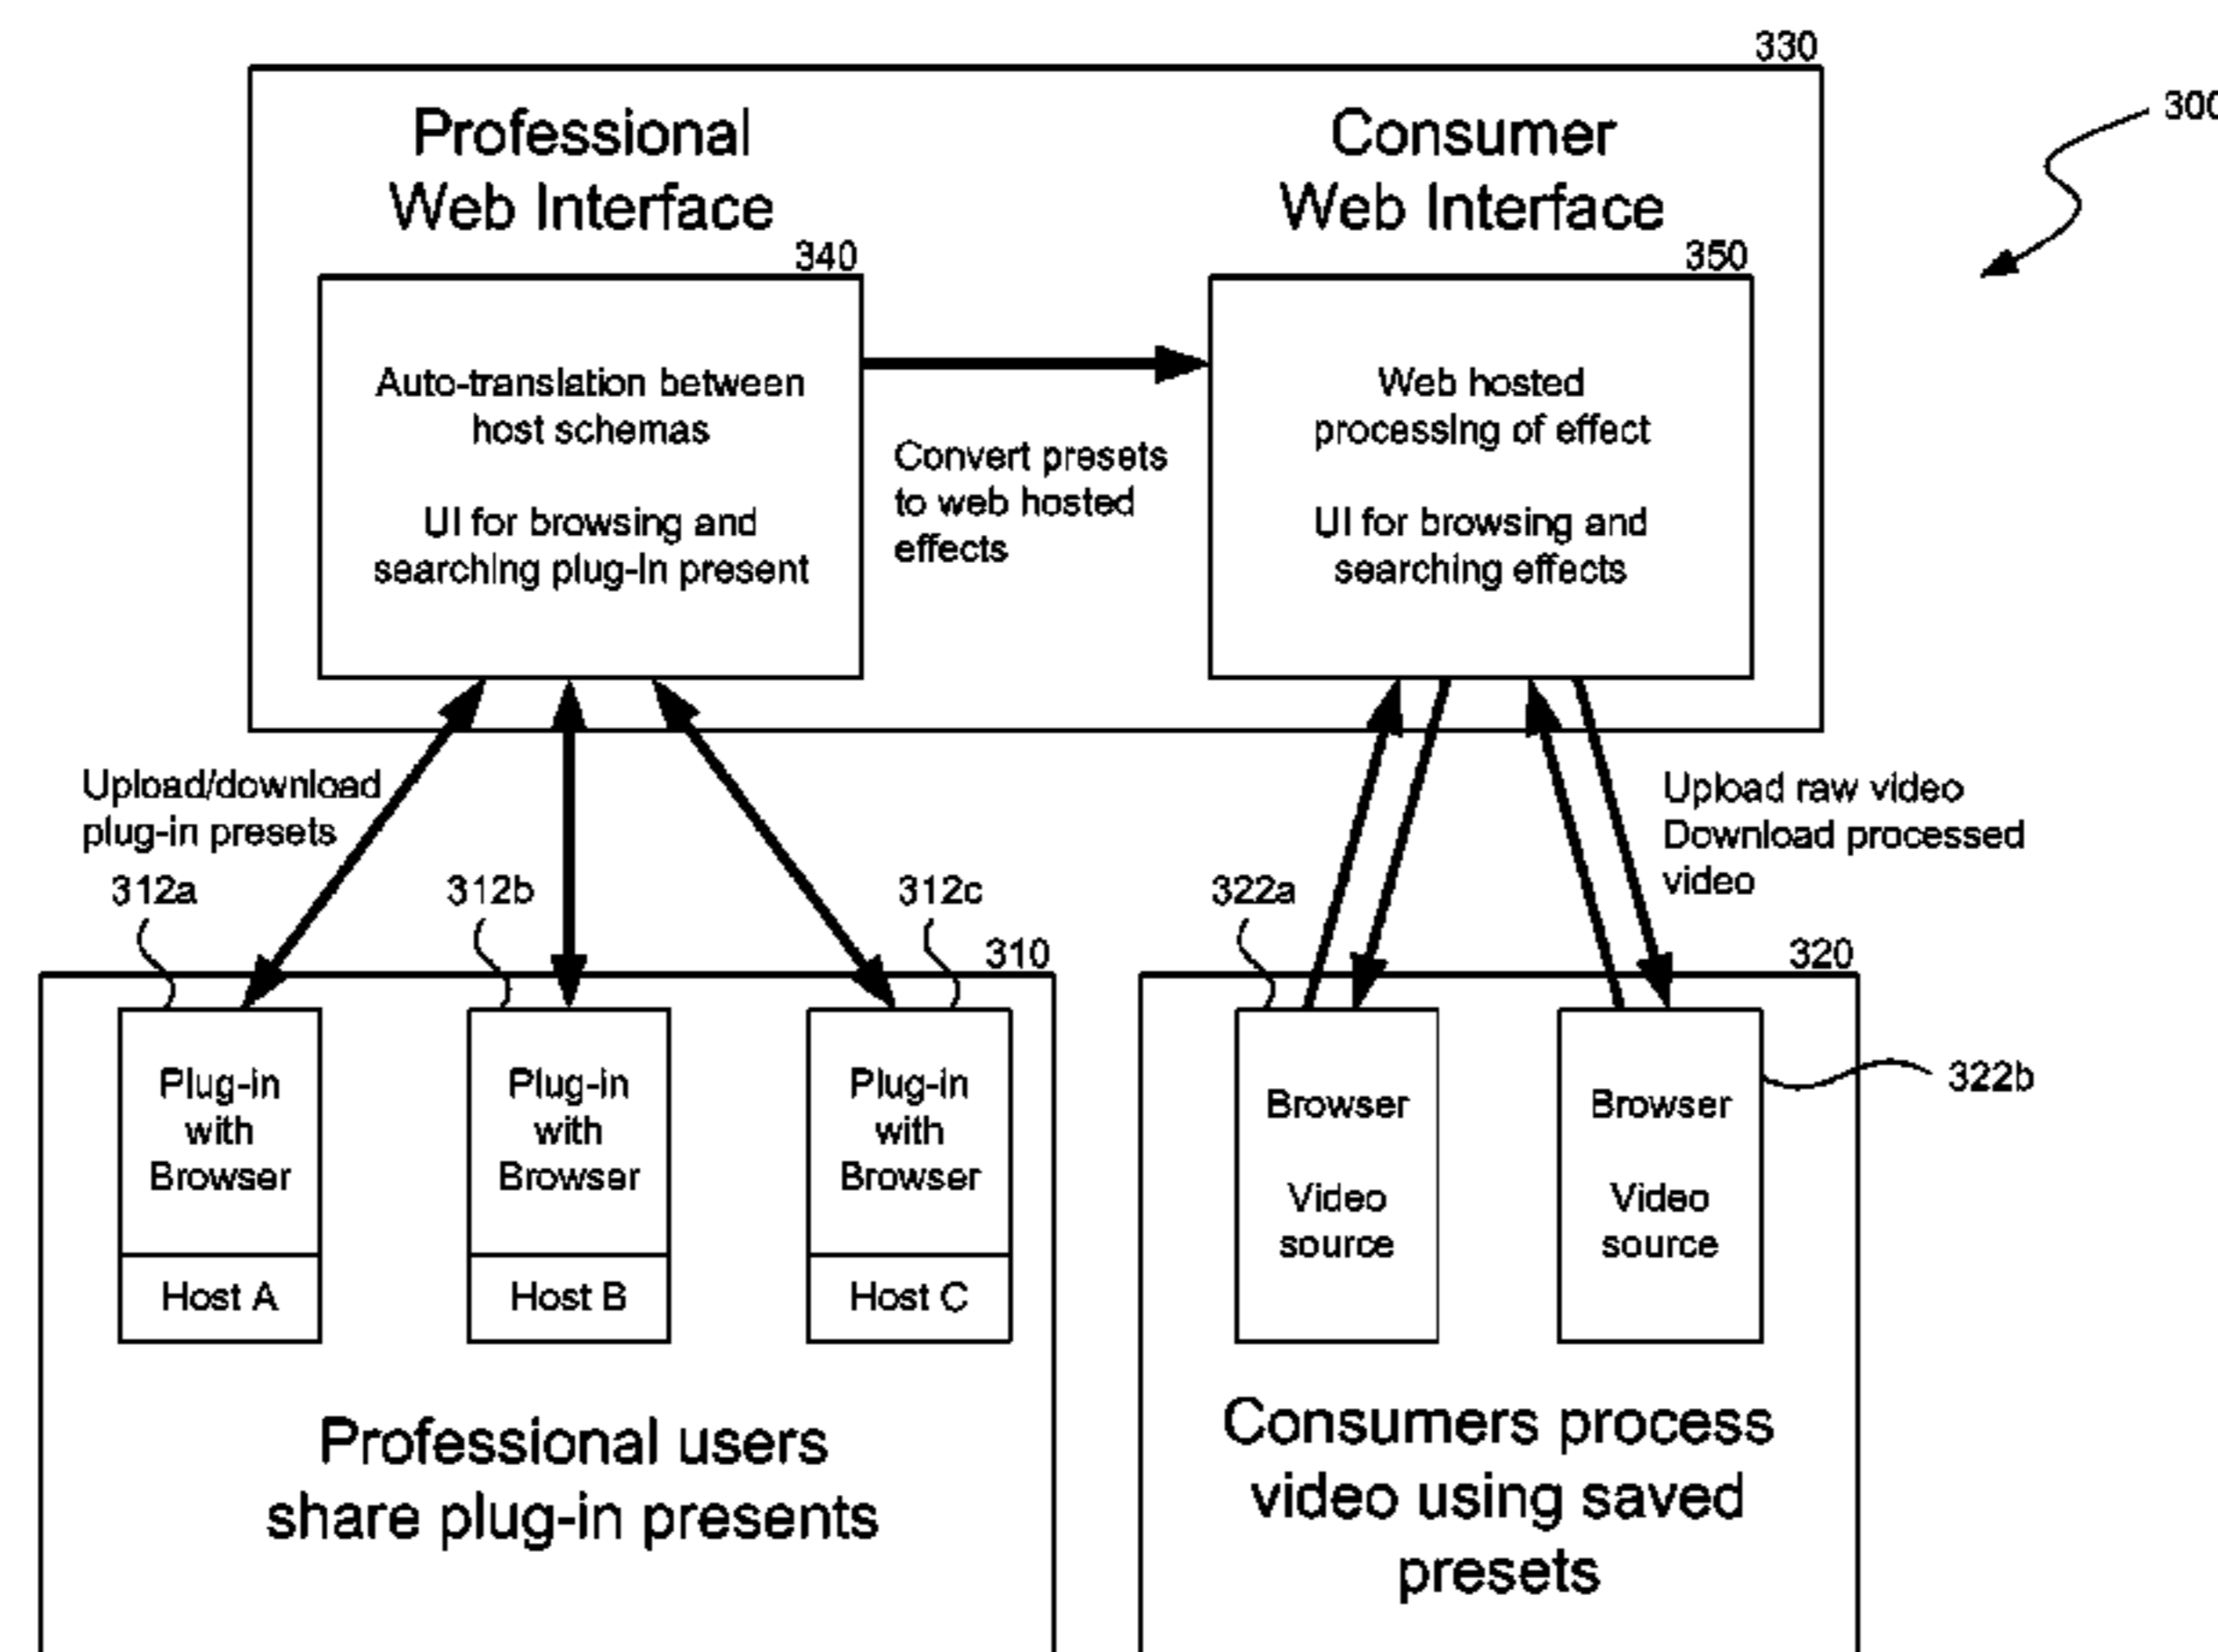 330
300
Professional
Web Interface
Consumer
Web Interface
340
350
Auto-translation between
host schemas
UI for browsing and
searching plug-in present
Convert presets
to web hosted
effects
Web hosted
processing of effect
UI for browsing and
searching effects
Upload/download
plug-in presets
Upload raw video
Download processed
video
312a
312b
312c
322a
310
320
Plug-in
with
Browser
Host A
Plug-in
with
Browser
Host B
Plug-in
with
Browser
Host C
Browser
Video
source
Browser
Video
source
322b
Professional users
share plug-in presents
Consumers process
video using saved
presets